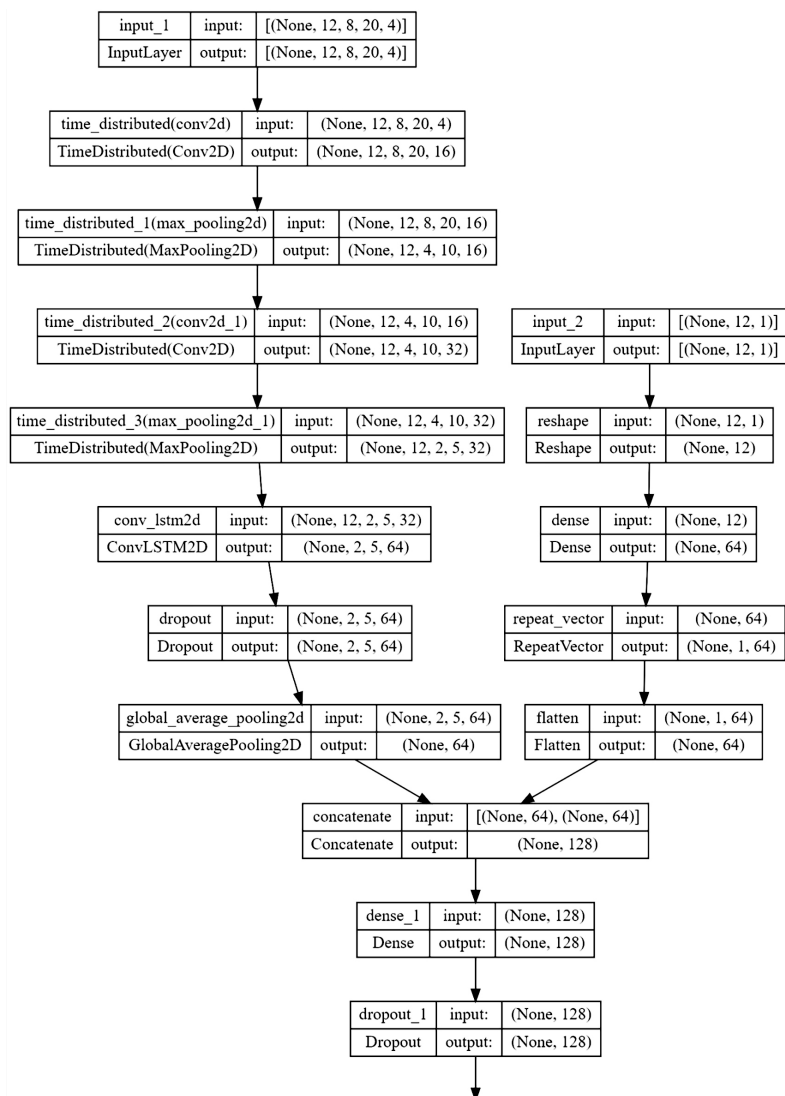 input_1 input: [(None, 12, 8, 20, 4)]
InputLayer output: [(None, 12, 8, 20, 4)]
time_distributed(conv2d) input: (None, 12, 8, 20, 4)
TimeDistributed(Conv2D) output: (None, 12, 8, 20, 16)
time_distributed_1(max_pooling2d) input: (None, 12, 8, 20, 16)
TimeDistributed(MaxPooling2D) output: (None, 12, 4, 10, 16)
time_distributed_2(conv2d_1) input: (None, 12, 4, 10, 16)
TimeDistributed(Conv2D) output: (None, 12, 4, 10, 32)
input_2 input: [(None, 12, 1)]
InputLayer output: [(None, 12, 1)]
time_distributed_3(max_pooling2d_1) input: (None, 12, 4, 10, 32)
TimeDistributed(MaxPooling2D) output: (None, 12, 2, 5, 32)
reshape input: (None, 12, 1)
Reshape output: (None, 12)
conv_lstm2d input: (None, 12, 2, 5, 32)
ConvLSTM2D output: (None, 2, 5, 64)
dense input: (None, 12)
Dense output: (None, 64)
dropout input: (None, 2, 5, 64)
Dropout output: (None, 2, 5, 64)
repeat_vector input: (None, 64)
RepeatVector output: (None, 1, 64)
global_average_pooling2d input: (None, 2, 5, 64)
GlobalAveragePooling2D output: (None, 64)
flatten input: (None, 1, 64)
Flatten output: (None, 64)
concatenate input: [(None, 64), (None, 64)]
Concatenate output: (None, 128)
dense_1 input: (None, 128)
Dense output: (None, 128)
dropout_1 input: (None, 128)
Dropout output: (None, 128)